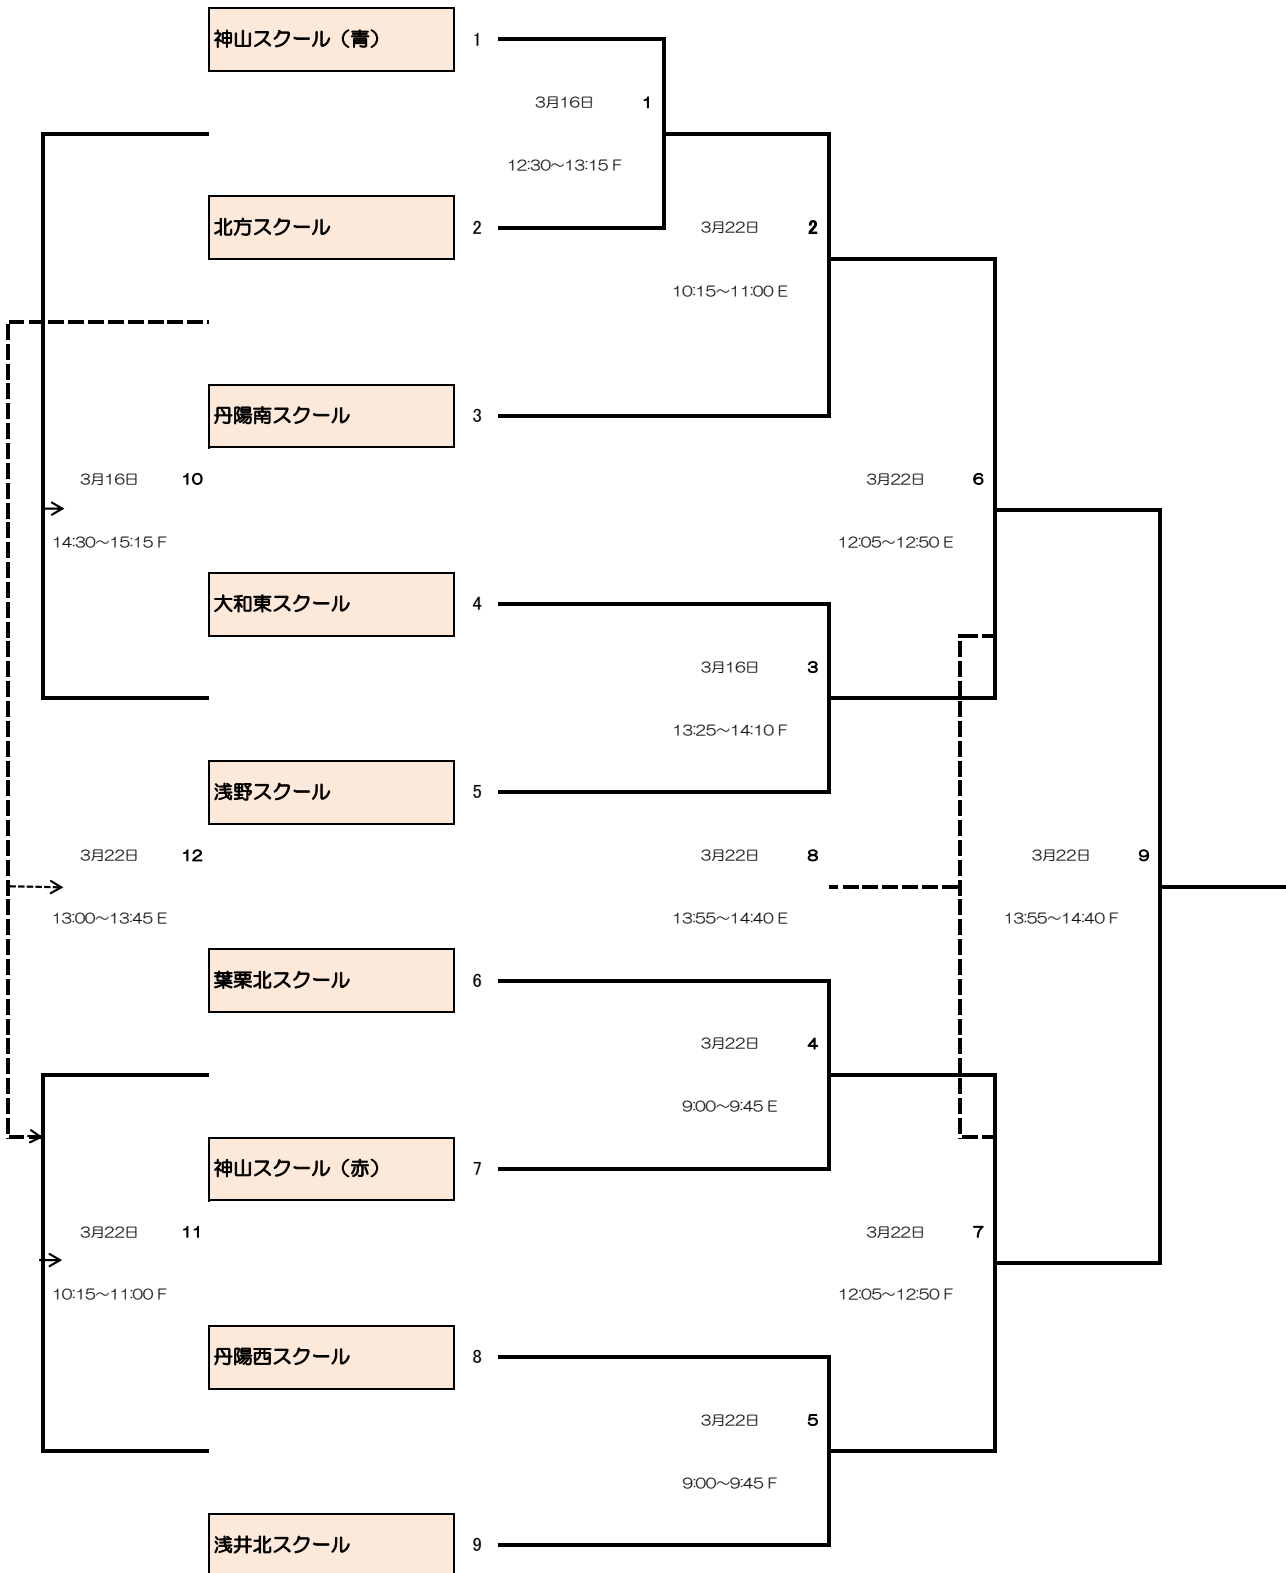 神山スクール（青） 1
3月16日 1
12:30～13:15 F
北方スクール 2
3月22日 2
10:15～11:00 E
丹陽南スクール 3
3月16日 10
3月22日 6
14:30～15:15 F
12:05～12:50 E
大和東スクール 4
3月16日 3
13:25～14:10 F
浅野スクール 5
3月22日 12
3月22日 8
3月22日 9
13:00～13:45 E
13:55～14:40 E
13:55～14:40 F
葉栗北スクール 6
3月22日 4
9:00～9:45 E
神山スクール（赤） 7
3月22日 11
3月22日 7
10:15～11:00 F
12:05～12:50 F
丹陽西スクール 8
3月22日 5
9:00～9:45 F
浅井北スクール 9